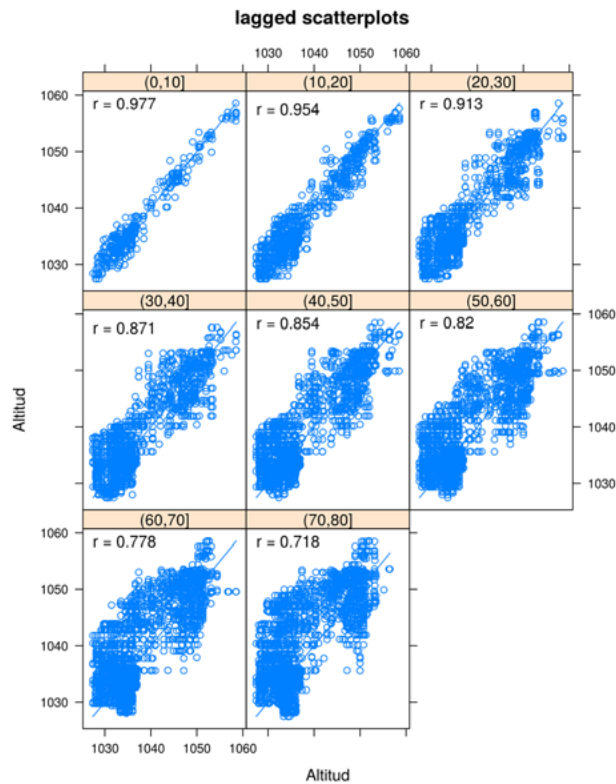 lagged scatterplots
1030 1040 1050 1060
(0,10] (10,20] (20,30]
1060
1050
1040
1030
r = 0.977 r = 0.954 r = 0.913
(30,40] (40,50] (50,60]
r = 0.871 r = 0.854 r = 0.82
1060
1050
1040
1030
(60,70] (70,80]
1060
1050
1040
1030
r = 0.778 r = 0.718
1030 1040 1050 1060
Altitud
Altitud